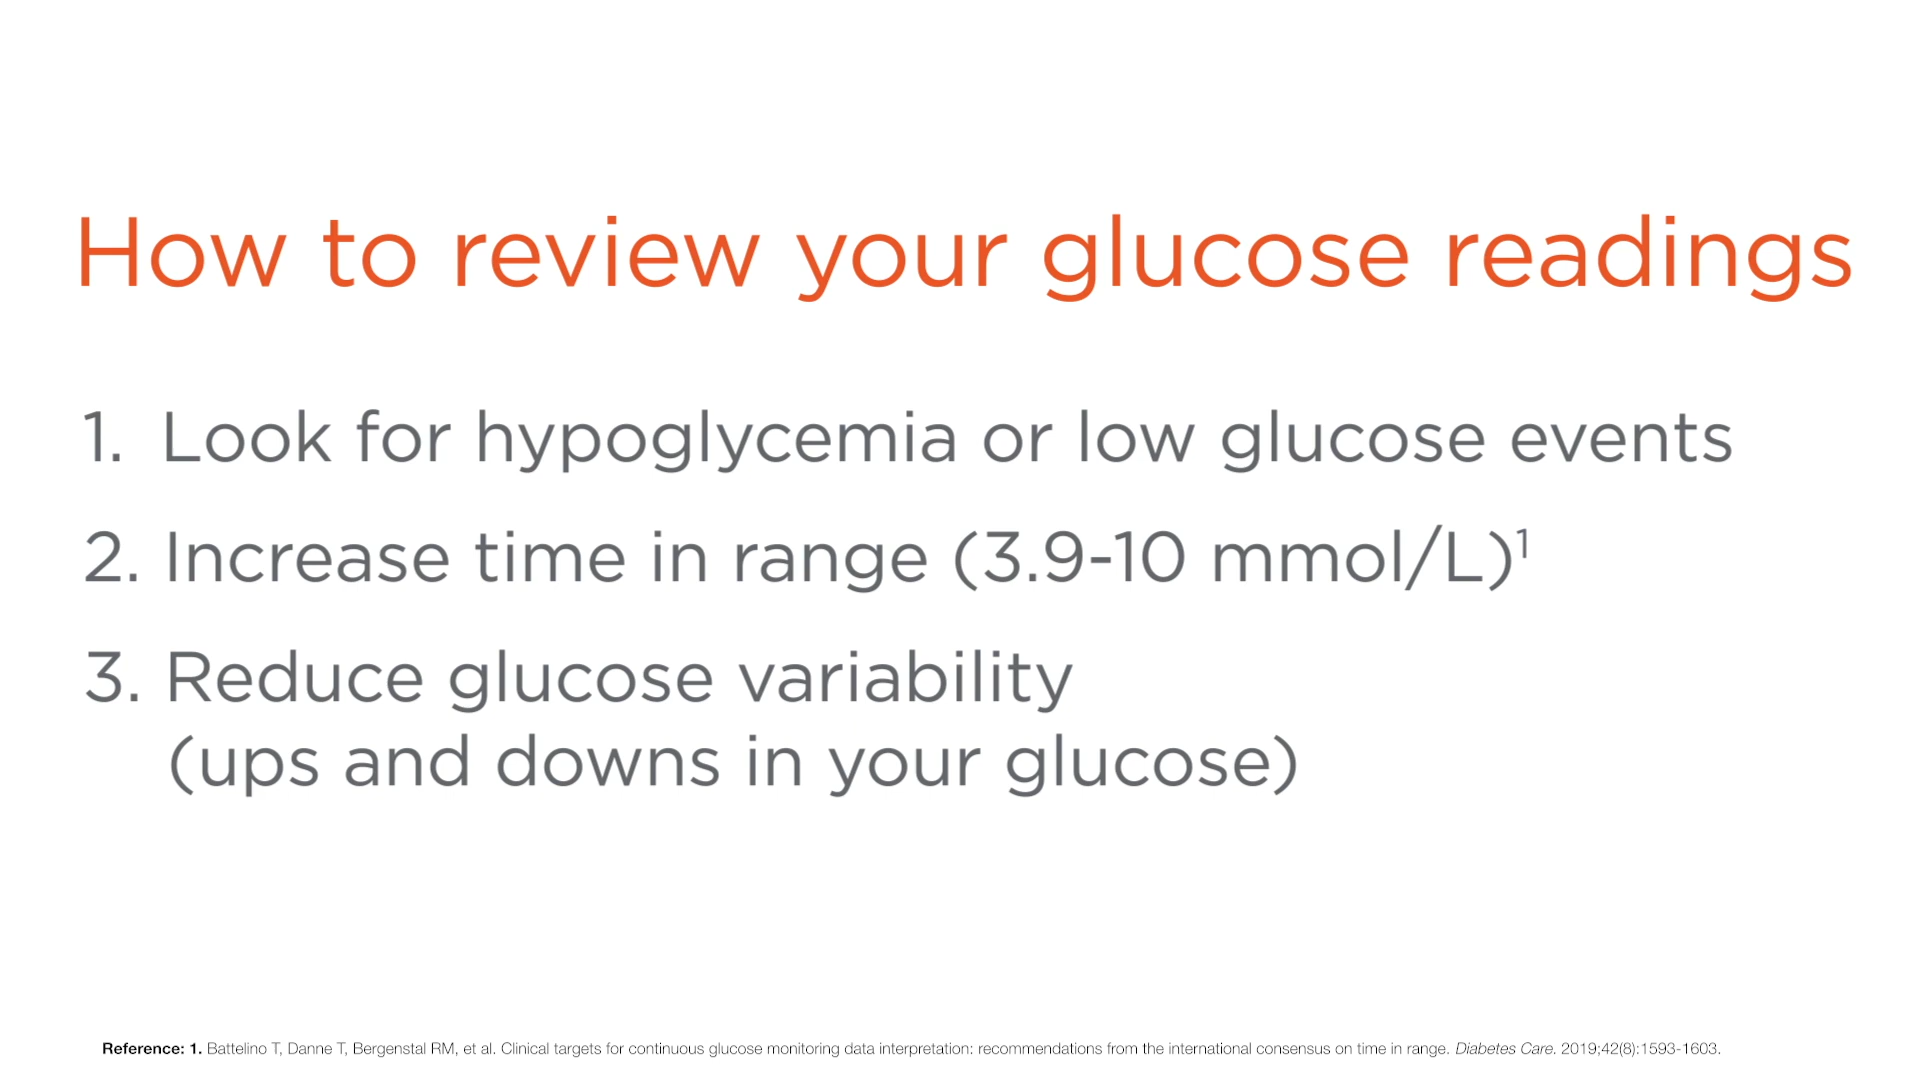 How to review your glucose readings
1. Look for hypoglycemia or low glucose events
2. Increase time in range (3.9-10 mmol/L)¹
3. Reduce glucose variability
(ups and downs in your glucose)
Reference: 1. Battelino T, Danne T, Bergenstal RM, et al. Clinical targets for continuous glucose monitoring data interpretation: recommendations from the international consensus on time in range. Diabetes Care. 2019;42(8):1593-1603.